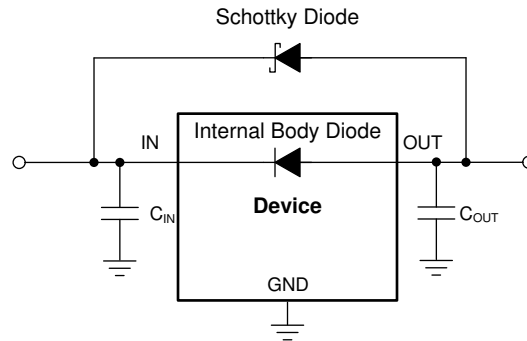 Schottky Diode
Internal Body Diode
IN
OUT
Device
CIN
COUT
GND